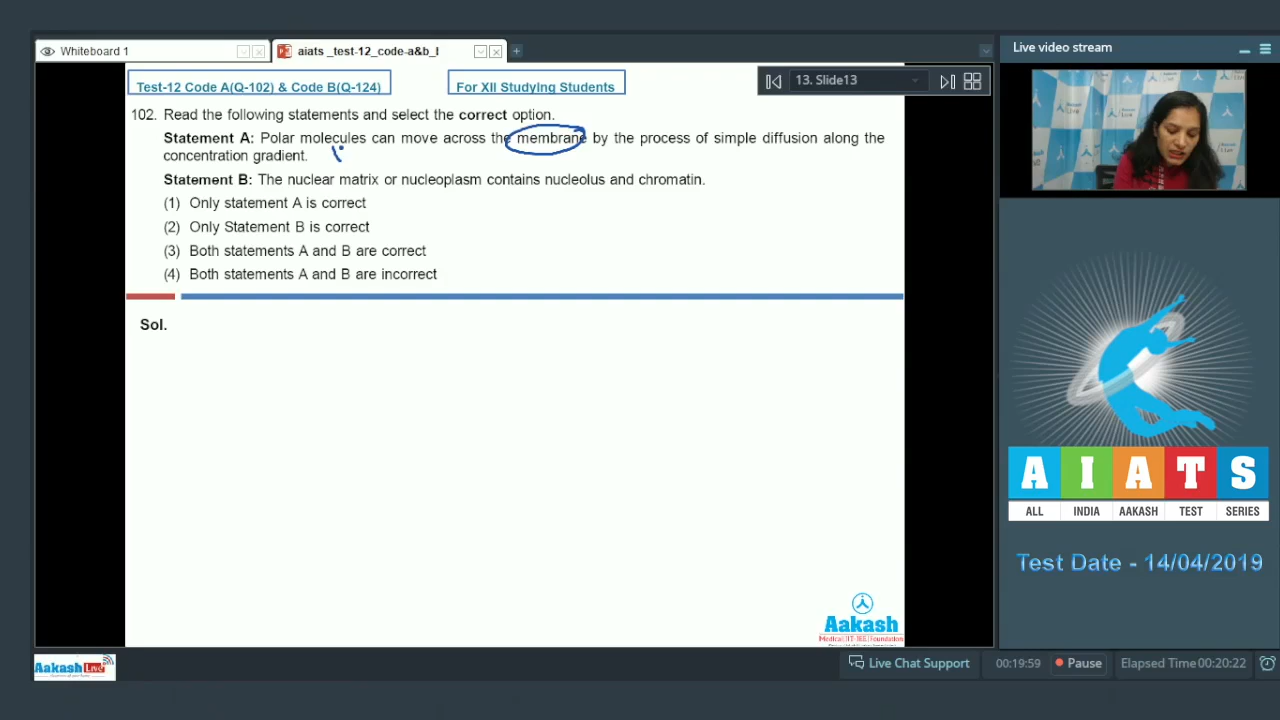 Whiteboard 1
aiats _test-12_code-a&b_l
Live video stream
Test-12 Code A(Q-102) & Code B(Q-124)
For XII Studying Students
13. Slide13
102. Read the following statements and select the correct option.
Statement A: Polar molecules can move across the membrane by the process of simple diffusion along the
concentration gradient.
Statement B: The nuclear matrix or nucleoplasm contains nucleolus and chromatin.
(1) Only statement A is correct
(2) Only Statement B is correct
(3) Both statements A and B are correct
(4) Both statements A and B are incorrect
Sol.
A I A T S
ALL INDIA AAKASH TEST SERIES
Test Date - 14/04/2019
Aakash
Medical|IIT-JEE|Foundations
Aakash Live
Live Chat Support
00:19:59
Pause
Elapsed Time 00:20:22